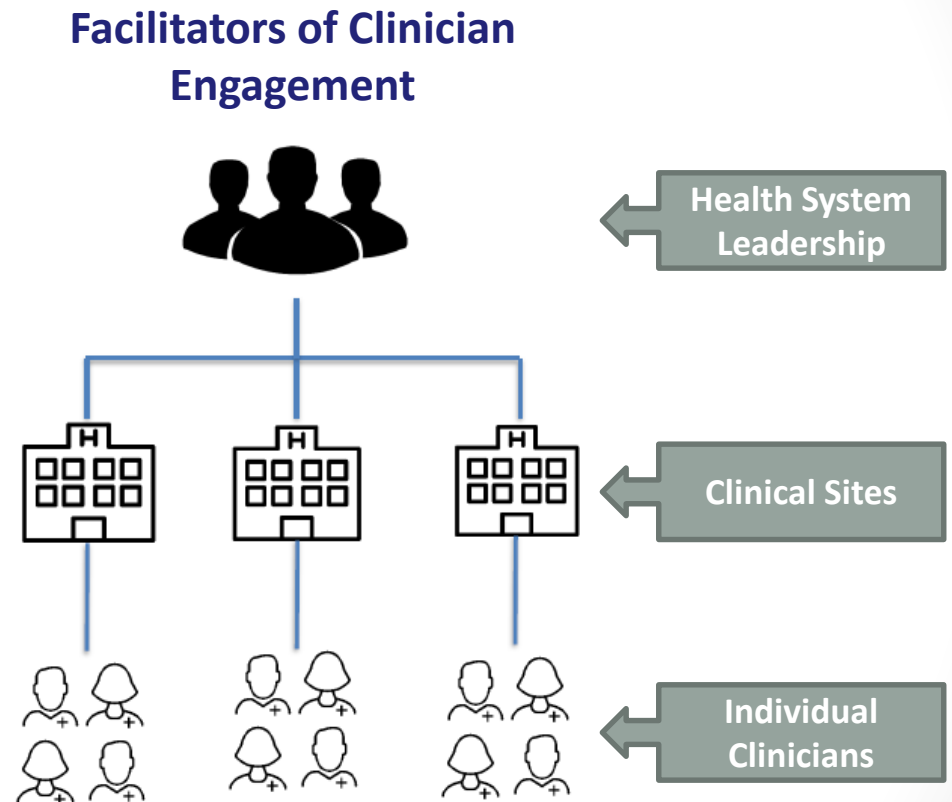 Facilitators of Clinician
Engagement
Health System
Leadership
H
H
H
Clinical Sites
Individual
Clinicians